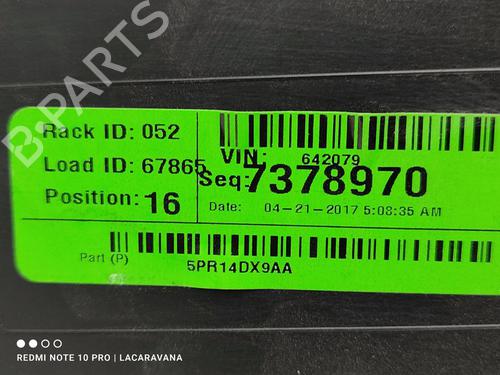 B-PARTS
Rack ID: 052
VIN: 642079
Load ID: 67865
Seq: 7378970
Position: 16
Date: 04-21-2017 5:08:35 AM
Part (P)
5PR14DX9AA
REDMI NOTE 10 PRO | LACARAVANA